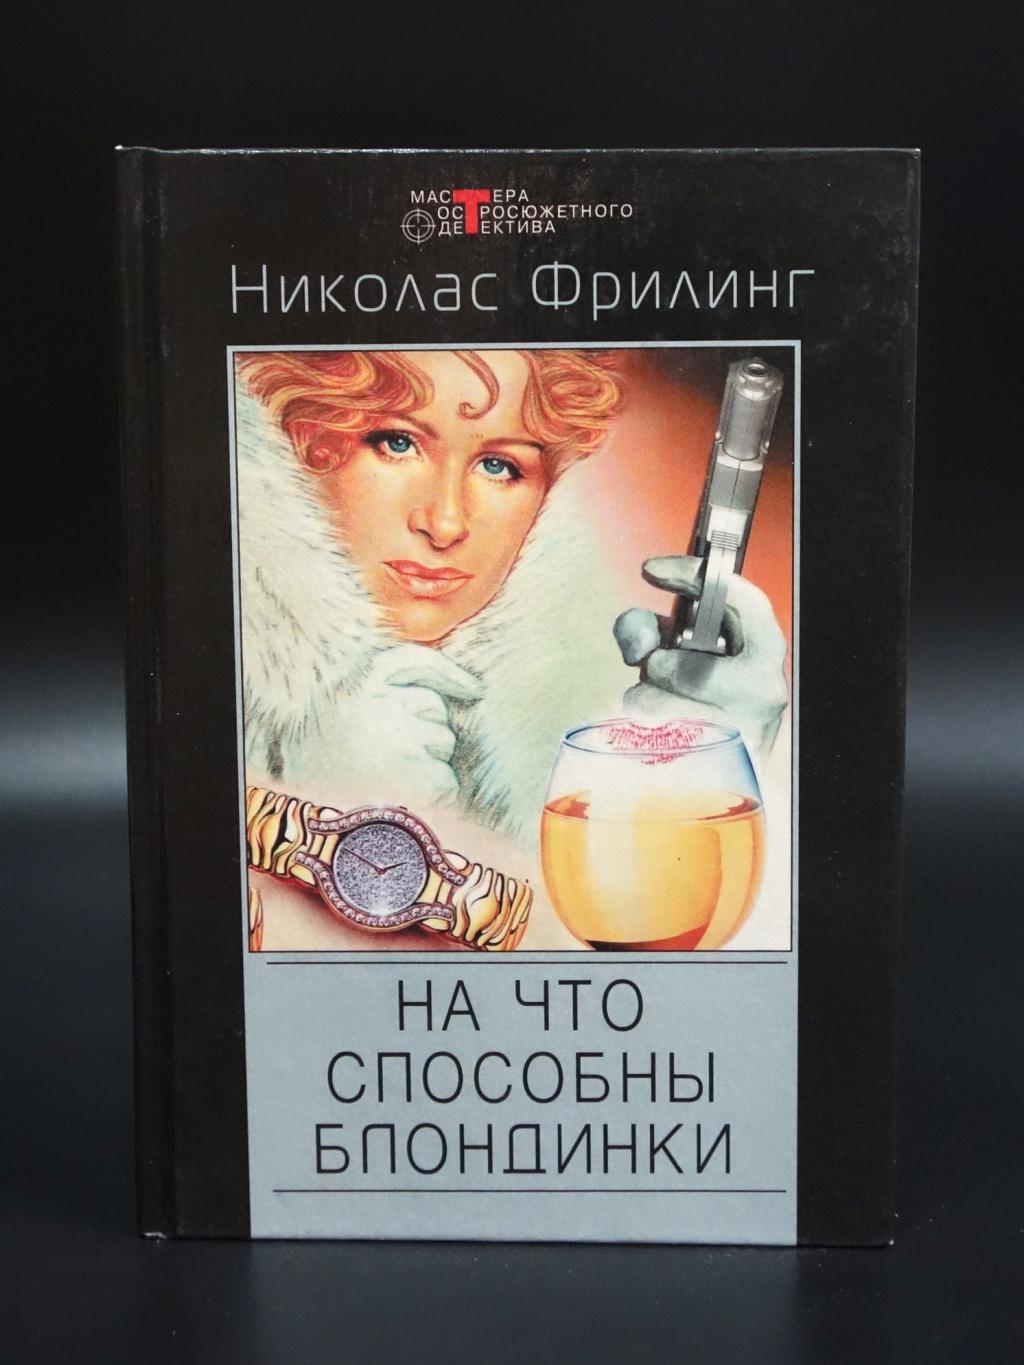 МАСТЕРА
ОСТРОСЮЖЕТНОГО
ДЕТЕКТИВА
Николас Фрилинг
НА ЧТО
СПОСОБНЫ
БЛОНДИНКИ